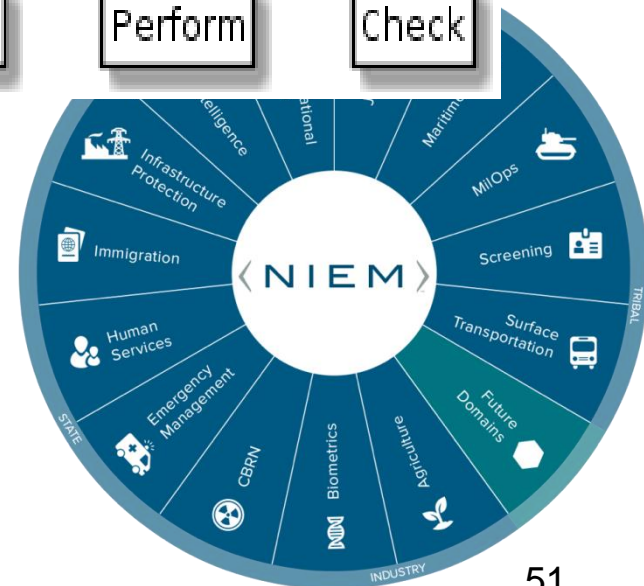 Perform
Check
Maritime
MilOps
Screening
Surface
Transportation
Future
Domains
Agriculture
Biometrics
CBRN
Emergency
Management
Human
Services
Immigration
Infrastructure
Protection
NIEM
TRIBAL
INDUSTRY
STATE
51